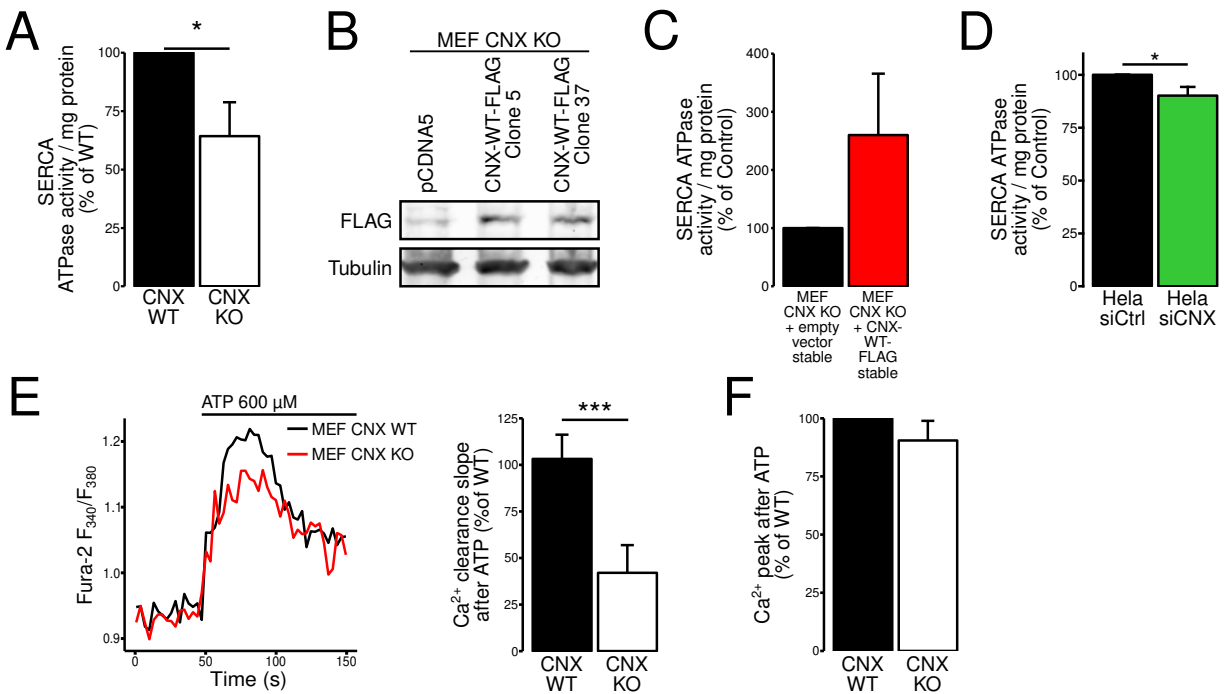 A
SERCA
ATPase activity / mg protein
(% of WT)
100
75
50
25
0
*
CNX
WT
CNX
KO
B
MEF CNX KO
pCDNA5
CNX-WT-FLAG
Clone 5
CNX-WT-FLAG
Clone 37
FLAG
Tubulin
C
SERCA ATPase
activity / mg protein
(% of Control)
400
300
200
100
0
MEF
CNX KO
+ empty
vector
stable
MEF
CNX KO
+ CNX-
WT-
FLAG
stable
D
SERCA ATPase
activity / mg protein
(% of Control)
100
75
50
25
0
*
Hela
siCtrl
Hela
siCNX
E
ATP 600 µM
MEF CNX WT
MEF CNX KO
Fura-2 F340/F380
1.2
1.1
1.0
0.9
0
50
100
150
Time (s)
Ca2+ clearance slope
after ATP (%of WT)
125
100
75
50
25
0
***
CNX
WT
CNX
KO
F
Ca2+ peak after ATP
(% of WT)
100
75
50
25
0
CNX
WT
CNX
KO